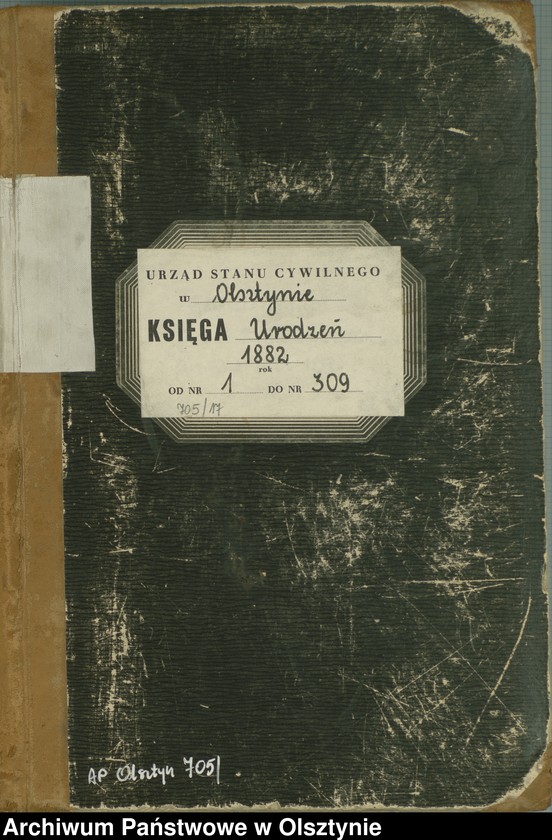 URZĄD STANU CYWILNEGO
w Olsztynie
KSIĘGA Urodzeń
1882
rok
OD NR 1 DO NR 309
705/17
AP Olsztyn 705/
Archiwum Państwowe w Olsztynie